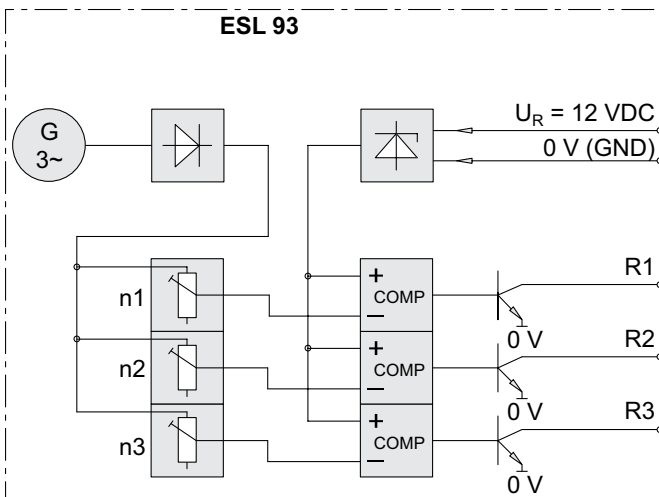 ESL 93
G
3~
U_R = 12 VDC
0 V (GND)
n1
+
COMP
–
R1
0 V
n2
+
COMP
–
R2
0 V
n3
+
COMP
–
R3
0 V